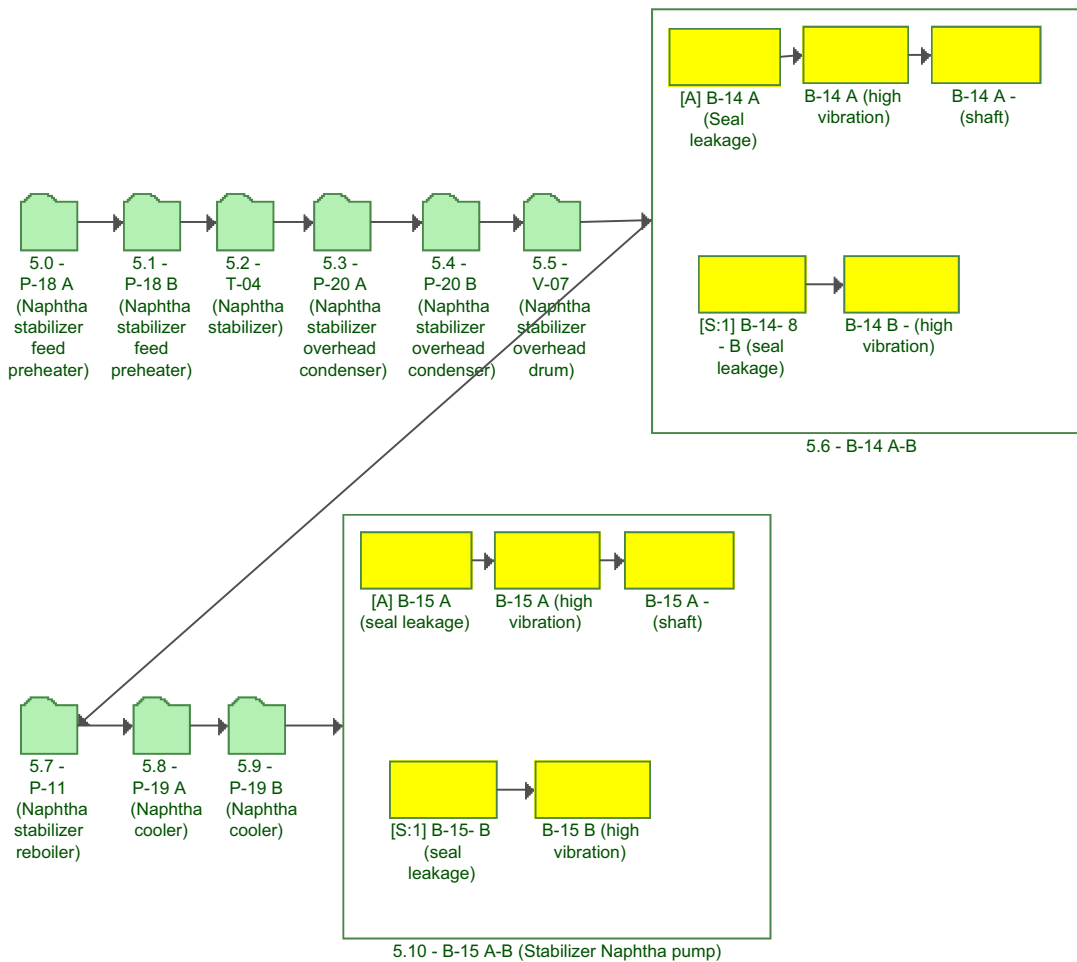 [A] B-14 A
(Seal
leakage)
B-14 A (high
vibration)
B-14 A -
(shaft)
5.0 -
P-18 A
(Naphtha
stabilizer
feed
preheater)
5.1 -
P-18 B
(Naphtha
stabilizer
feed
preheater)
5.2 -
T-04
(Naphtha
stabilizer)
5.3 -
P-20 A
(Naphtha
stabilizer
overhead
condenser)
5.4 -
P-20 B
(Naphtha
stabilizer
overhead
condenser)
5.5 -
V-07
(Naphtha
stabilizer
overhead
drum)
[S:1] B-14- 8
- B (seal
leakage)
B-14 B - (high
vibration)
5.6 - B-14 A-B
[A] B-15 A
(seal leakage)
B-15 A (high
vibration)
B-15 A -
(shaft)
5.7 -
P-11
(Naphtha
stabilizer
reboiler)
5.8 -
P-19 A
(Naphtha
cooler)
5.9 -
P-19 B
(Naphtha
cooler)
[S:1] B-15- B
(seal
leakage)
B-15 B (high
vibration)
5.10 - B-15 A-B (Stabilizer Naphtha pump)